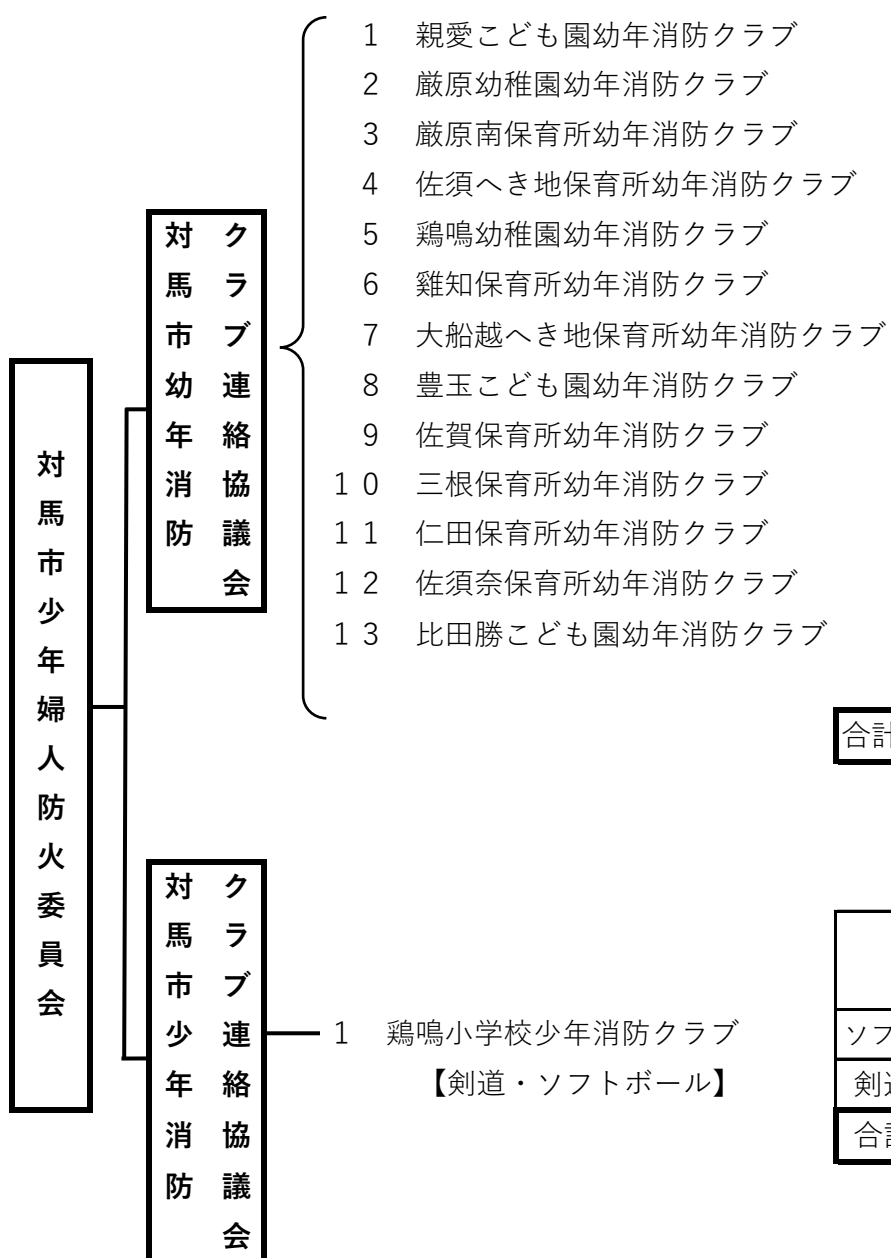 対馬市少年婦人防火委員会
対馬市幼年消防
クラブ連絡協議会
1 親愛こども園幼年消防クラブ
2 厳原幼稚園幼年消防クラブ
3 厳原南保育所幼年消防クラブ
4 佐須へき地保育所幼年消防クラブ
5 鶏鳴幼稚園幼年消防クラブ
6 雞知保育所幼年消防クラブ
7 大船越へき地保育所幼年消防クラブ
8 豊玉こども園幼年消防クラブ
9 佐賀保育所幼年消防クラブ
10 三根保育所幼年消防クラブ
11 仁田保育所幼年消防クラブ
12 佐須奈保育所幼年消防クラブ
13 比田勝こども園幼年消防クラブ
合計
対馬市少年消防
クラブ連絡協議会
1 鶏鳴小学校少年消防クラブ
【剣道・ソフトボール】
ソフ
剣道
合計